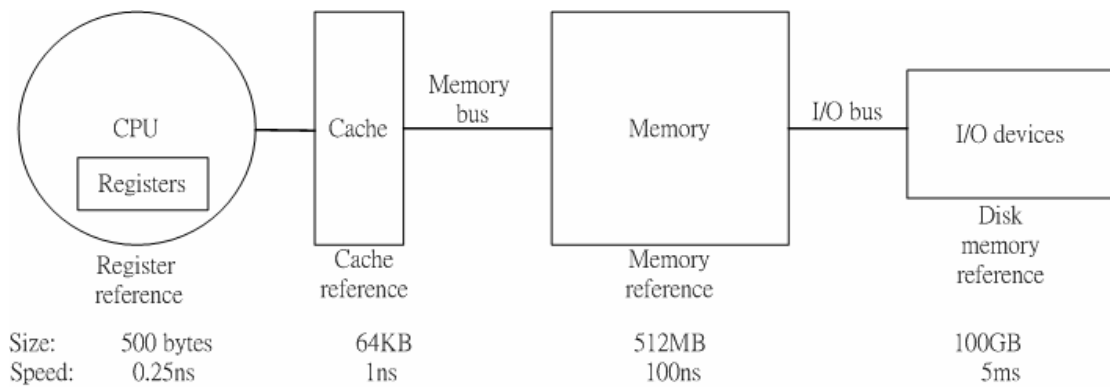 CPU
Registers
Register
reference
Cache
Cache
reference
Memory
bus
Memory
Memory
reference
I/O bus
I/O devices
Disk
memory
reference
Size: 500 bytes 64KB 512MB 100GB
Speed: 0.25ns 1ns 100ns 5ms